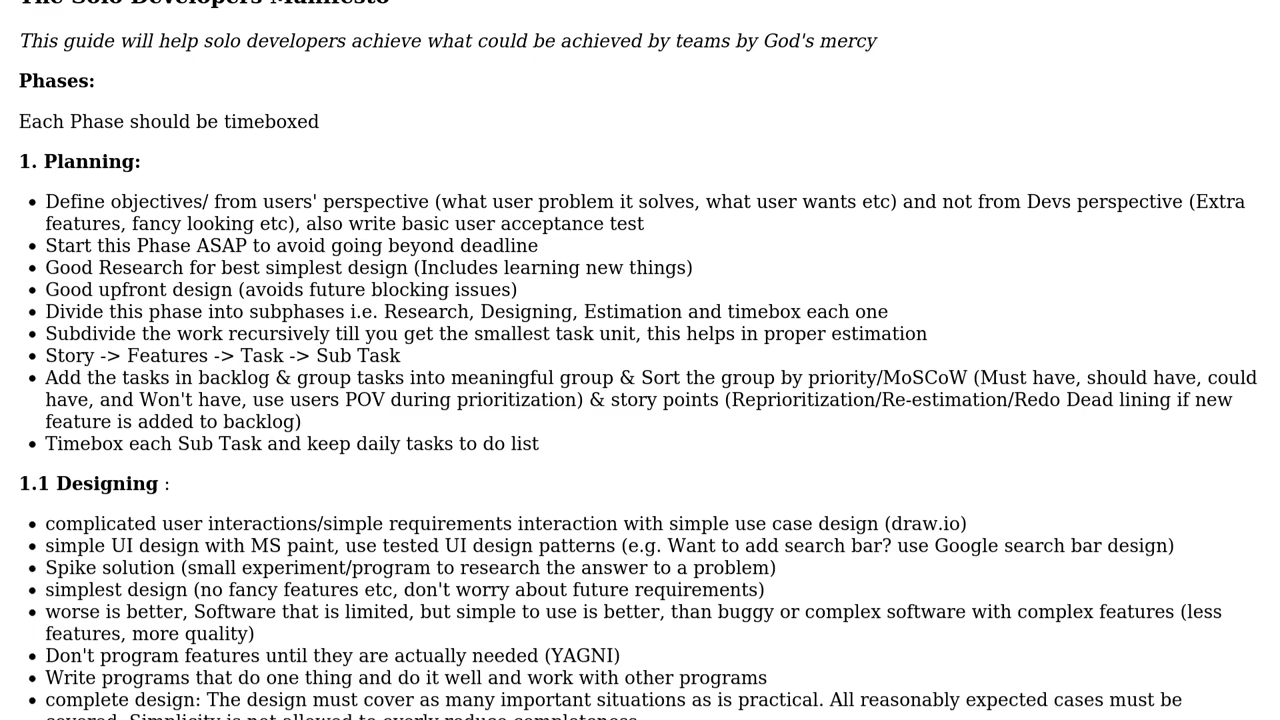 The Solo Developers Manifesto
This guide will help solo developers achieve what could be achieved by teams by God's mercy
Phases:
Each Phase should be timeboxed
1. Planning:
• Define objectives/ from users' perspective (what user problem it solves, what user wants etc) and not from Devs perspective (Extra
features, fancy looking etc), also write basic user acceptance test
• Start this Phase ASAP to avoid going beyond deadline
• Good Research for best simplest design (Includes learning new things)
• Good upfront design (avoids future blocking issues)
• Divide this phase into subphases i.e. Research, Designing, Estimation and timebox each one
• Subdivide the work recursively till you get the smallest task unit, this helps in proper estimation
• Story -> Features -> Task -> Sub Task
• Add the tasks in backlog & group tasks into meaningful group & Sort the group by priority/MoSCoW (Must have, should have, could
have, and Won't have, use users POV during prioritization) & story points (Reprioritization/Re-estimation/Redo Dead lining if new
feature is added to backlog)
• Timebox each Sub Task and keep daily tasks to do list
1.1 Designing :
• complicated user interactions/simple requirements interaction with simple use case design (draw.io)
• simple UI design with MS paint, use tested UI design patterns (e.g. Want to add search bar? use Google search bar design)
• Spike solution (small experiment/program to research the answer to a problem)
• simplest design (no fancy features etc, don't worry about future requirements)
• worse is better, Software that is limited, but simple to use is better, than buggy or complex software with complex features (less
features, more quality)
• Don't program features until they are actually needed (YAGNI)
• Write programs that do one thing and do it well and work with other programs
• complete design: The design must cover as many important situations as is practical. All reasonably expected cases must be
covered. Simplicity is not allowed to overly reduce completeness